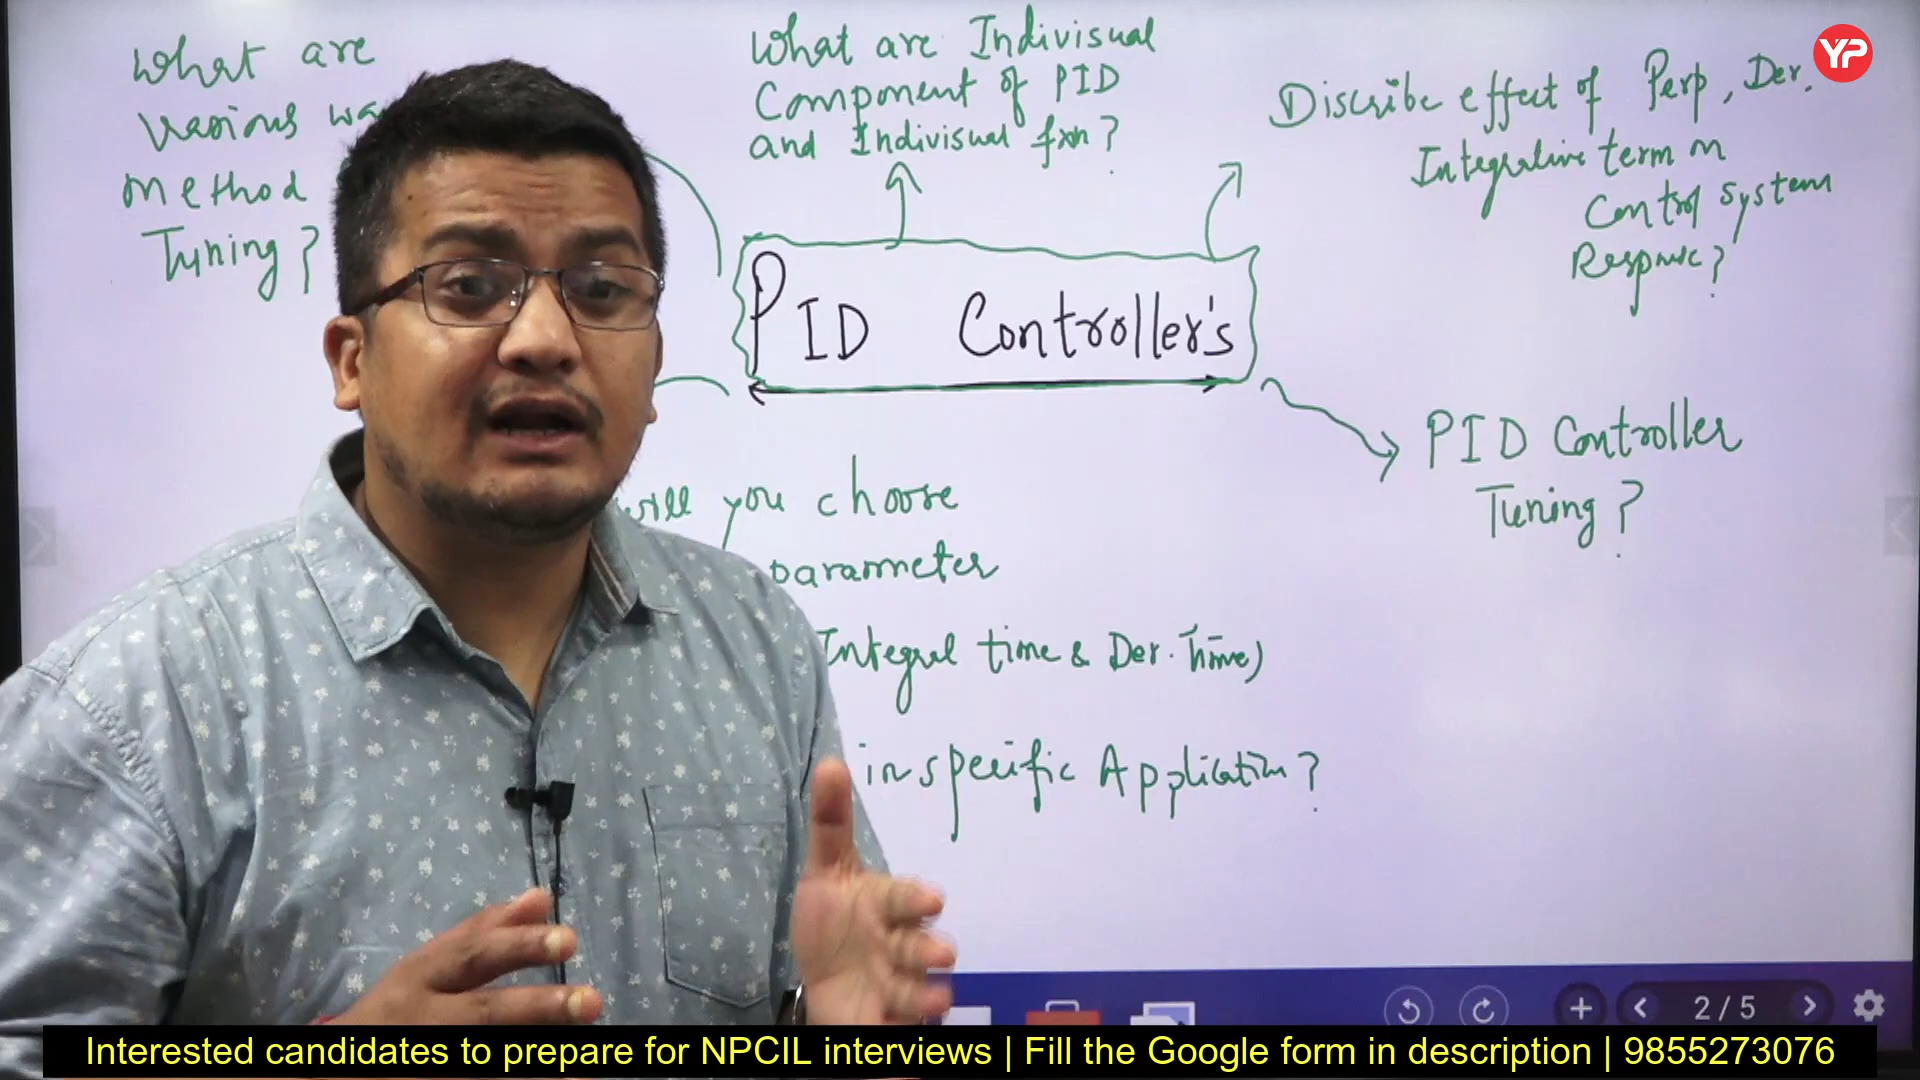 What are
various
method
Tuning?
What are Indivisual
Component of PID
and Indivisual fxn?
YP
Discribe effect of Perp, Der.
Integrative term on
Control System
Response?
PID Controller's
PID Controller
Tuning?
will you choose
parameter
Integral time & Der. Time)
in specific Application?
2/5
Interested candidates to prepare for NPCIL interviews | Fill the Google form in description | 9855273076